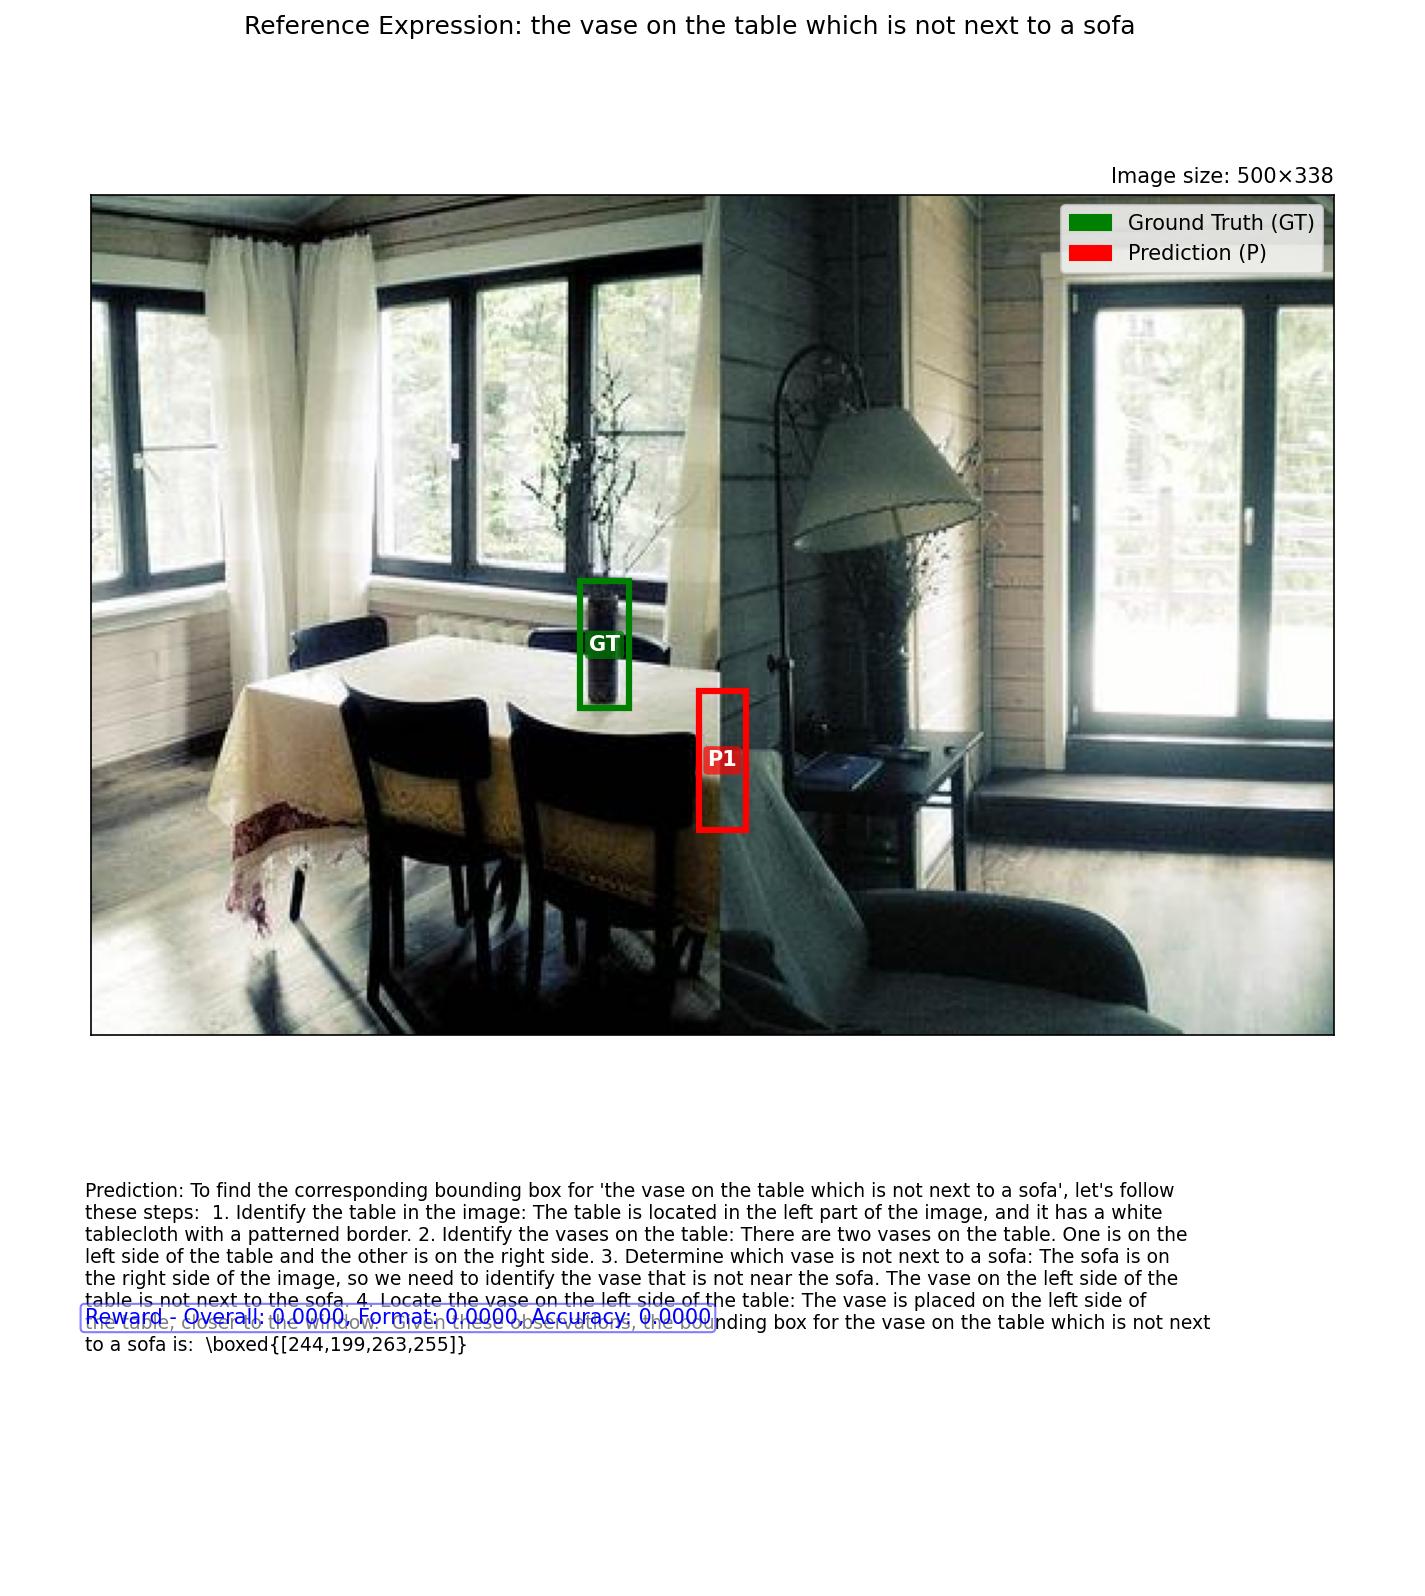 Reference Expression: the vase on the table which is not next to a sofa
Image size: 500×338
Ground Truth (GT)
Prediction (P)
GT
P1
Prediction: To find the corresponding bounding box for 'the vase on the table which is not next to a sofa', let's follow
these steps:  1. Identify the table in the image: The table is located in the left part of the image, and it has a white
tablecloth with a patterned border. 2. Identify the vases on the table: There are two vases on the table. One is on the
left side of the table and the other is on the right side. 3. Determine which vase is not next to a sofa: The sofa is on
the right side of the image, so we need to identify the vase that is not near the sofa. The vase on the left side of the
table is not next to the sofa. 4. Locate the vase on the left side of the table: The vase is placed on the left side of
Reward - Overall: 0.0000, Format: 0.0000, Accuracy: 0.0000
the table, closer to the window.  Given these observations, the bounding box for the vase on the table which is not next
to a sofa is:  \boxed{[244,199,263,255]}